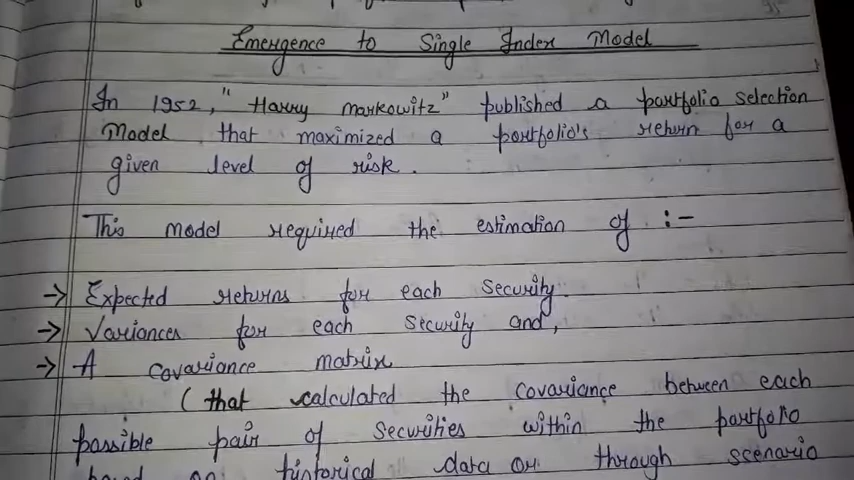 Emergence to Single Index Model
In 1952, "Harry Markowitz" published a portfolio selection
Model that maximized a portfolio's return for a
given level of risk.
This model required the estimation of :-
→ Expected returns for each Security.
→ Variances for each security and,
→ A covariance matrix
( that calculated the covariance between each
possible pair of securities within the portfolio
based on historical data or through scenario